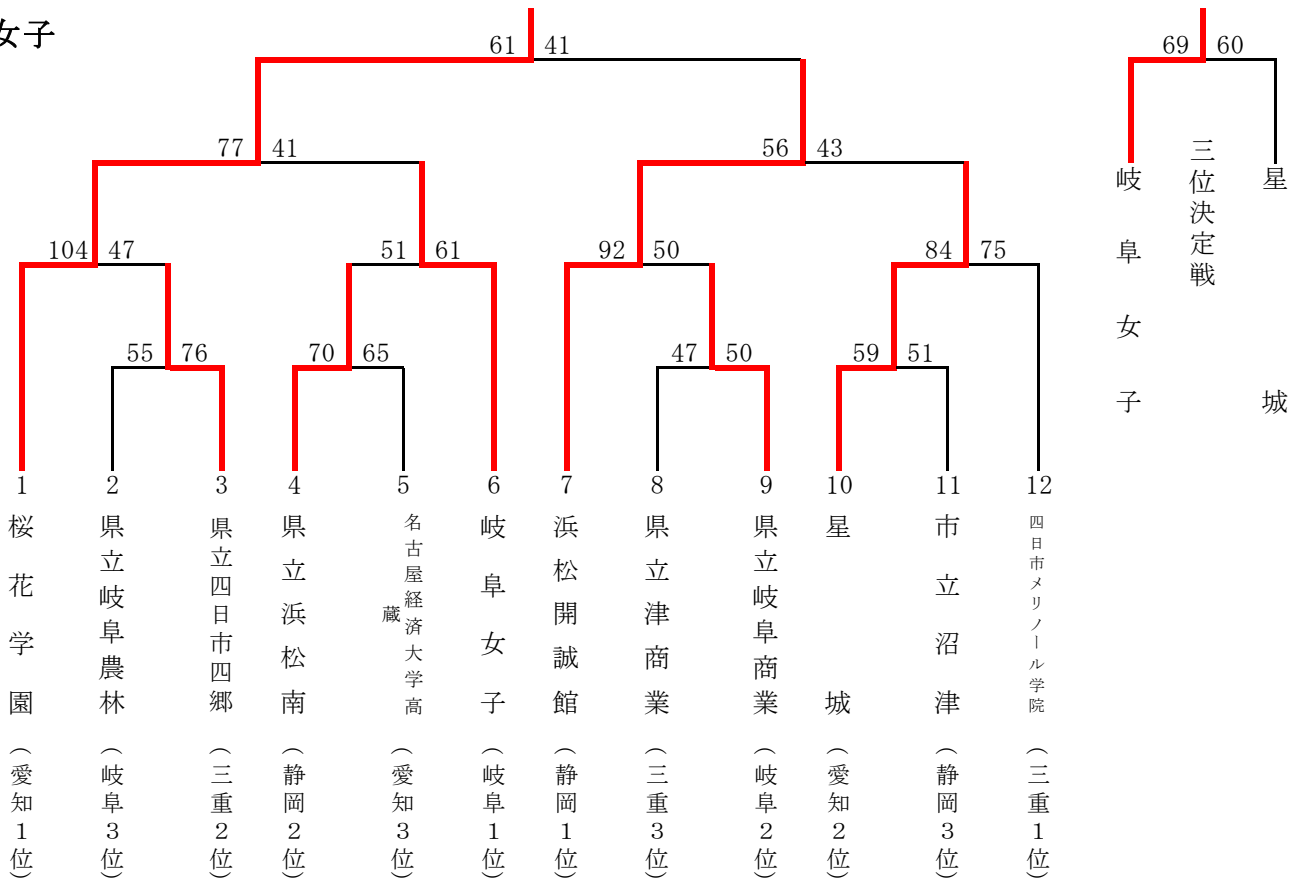 女子
61 41
69 60
77 41
56 43
104 47
51 61
92 50
84 75
55 76
70 65
47 50
59 51
三位決定戦
岐阜女子
星城
1 桜花学園(愛知1位)
2 県立岐阜農林(岐阜3位)
3 県立四日市四郷(三重2位)
4 県立浜松南(静岡2位)
5 名古屋経済大学高蔵(愛知3位)
6 岐阜女子(岐阜1位)
7 浜松開誠館(静岡1位)
8 県立津商業(三重3位)
9 県立岐阜商業(岐阜2位)
10 星城(愛知2位)
11 市立沼津(静岡3位)
12 四日市メリノール学院(三重1位)